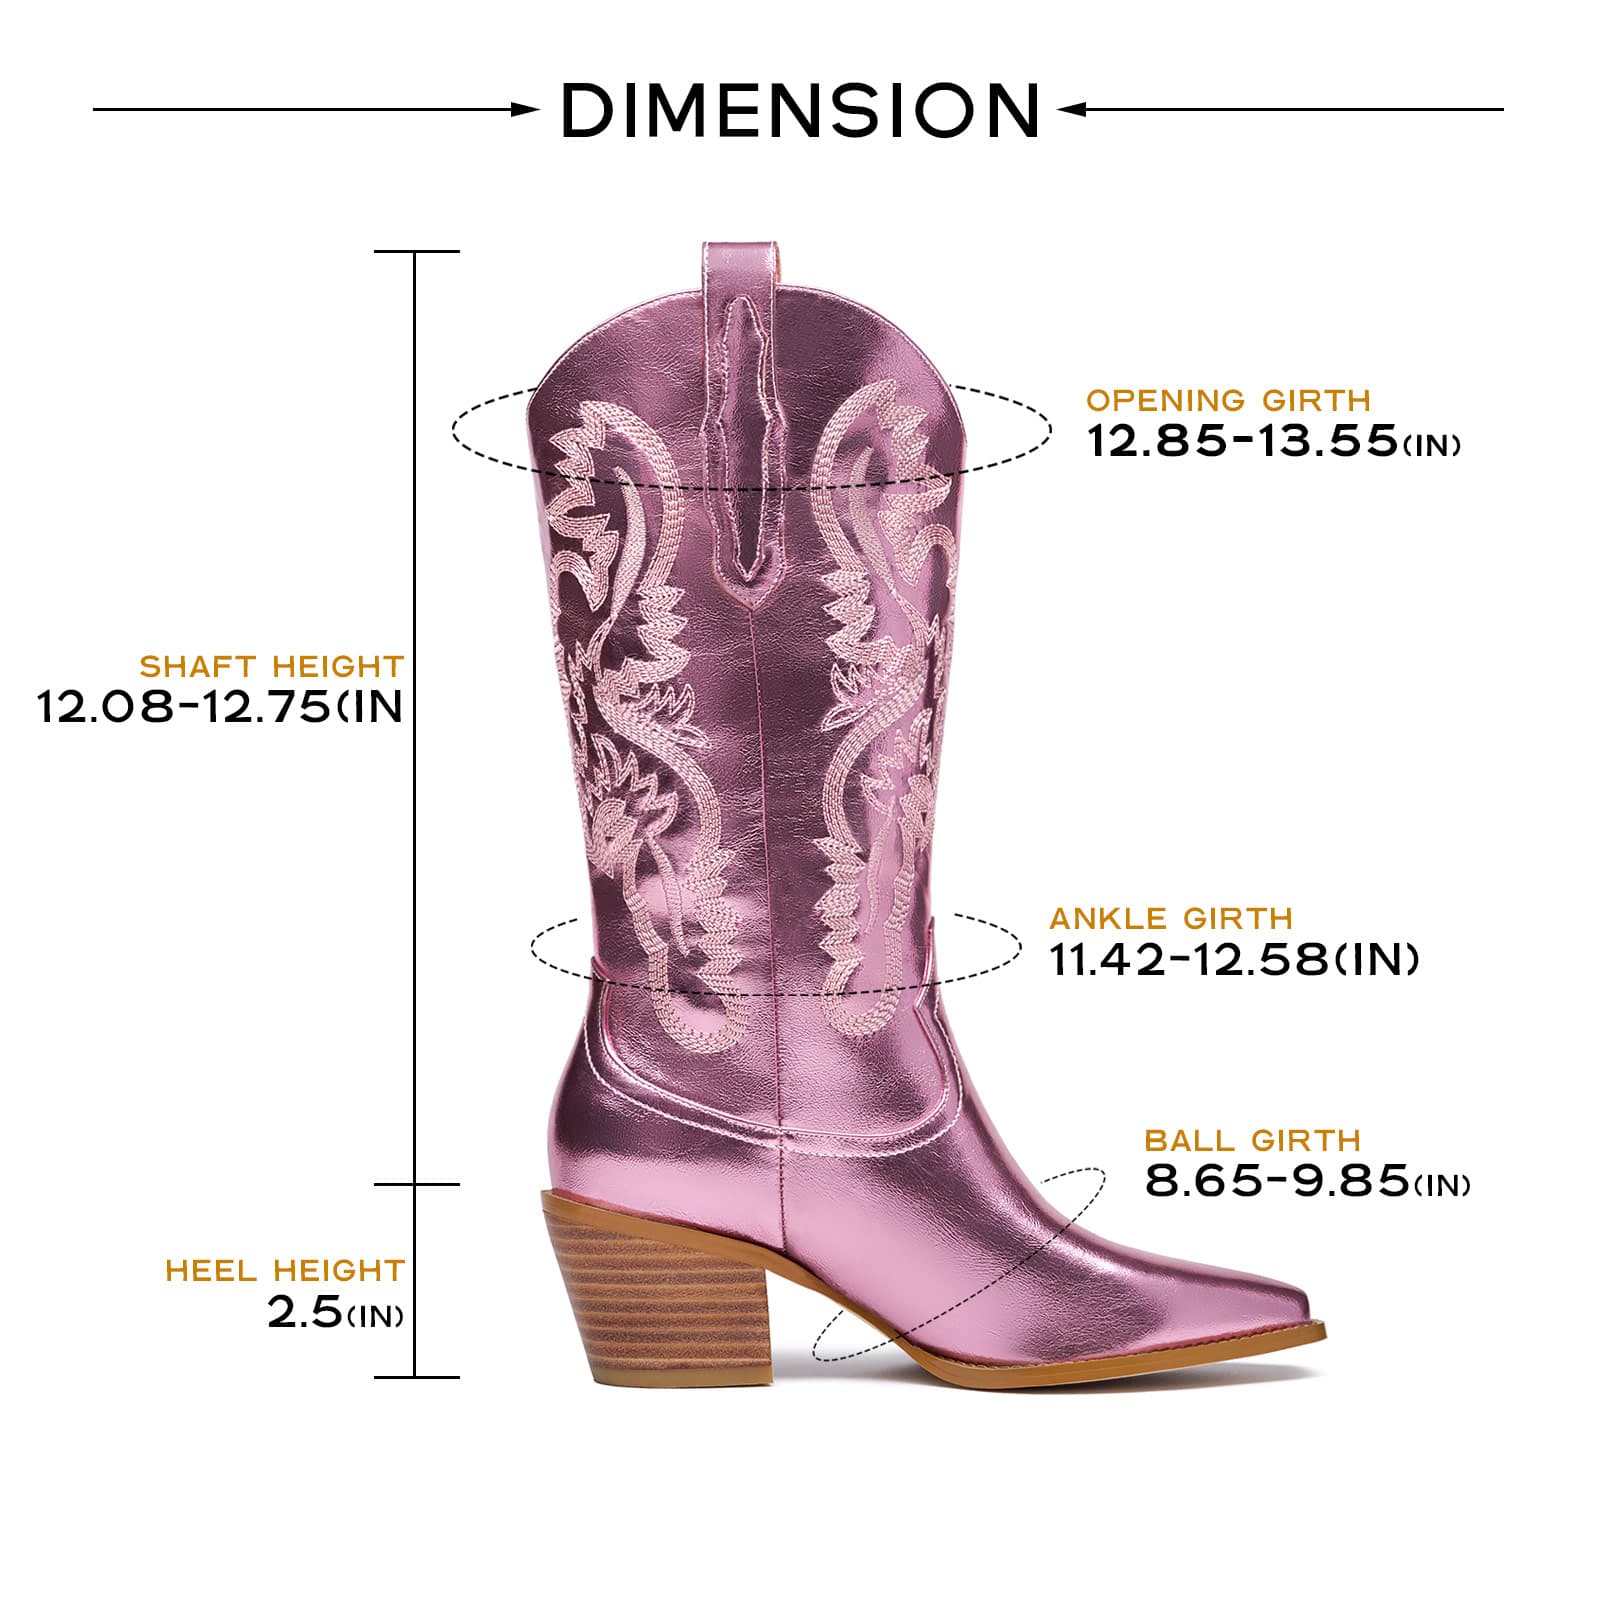 DIMENSION
OPENING GIRTH
12.85-13.55(IN)
SHAFT HEIGHT
12.08-12.75(IN
ANKLE GIRTH
11.42-12.58(IN)
BALL GIRTH
8.65-9.85(IN)
HEEL HEIGHT
2.5(IN)